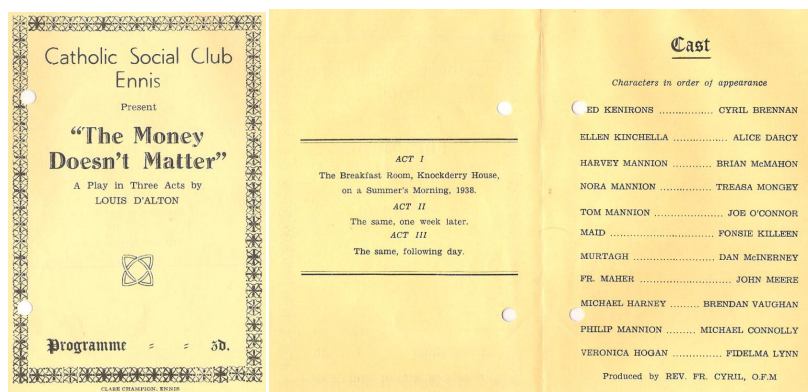 Catholic Social Club
Ennis
Present
"The Money
Doesn't Matter"
A Play in Three Acts by
LOUIS D'ALTON
Programme - - 3D.
CLARE CHAMPION, ENNIS
ACT I
The Breakfast Room, Knockderry House,
on a Summer's Morning, 1938.
ACT II
The same, one week later.
ACT III
The same, following day.
Cast
Characters in order of appearance
ED KENIRONS ................ CYRIL BRENNAN
ELLEN KINCHELLA ............... ALICE DARCY
HARVEY MANNION ............ BRIAN McMAHON
NORA MANNION ............... TREASA MONGEY
TOM MANNION .................. JOE O'CONNOR
MAID ......................... FONSIE KILLEEN
MURTAGH .................... DAN McINERNEY
FR. MAHER ...................... JOHN MEERE
MICHAEL HARNEY ......... BRENDAN VAUGHAN
PHILIP MANNION ......... MICHAEL CONNOLLY
VERONICA HOGAN ............... FIDELMA LYNN
Produced by REV. FR. CYRIL, O.F.M